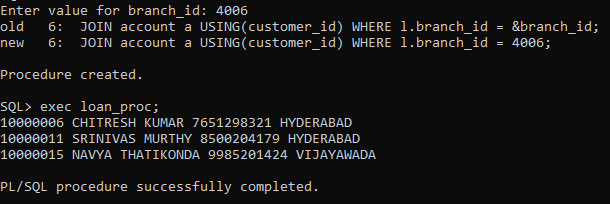 Enter value for branch_id: 4006
old   6:  JOIN account a USING(customer_id) WHERE l.branch_id = &branch_id;
new   6:  JOIN account a USING(customer_id) WHERE l.branch_id = 4006;
Procedure created.
SQL> exec loan_proc;
10000006 CHITRESH KUMAR 7651298321 HYDERABAD
10000011 SRINIVAS MURTHY 8500204179 HYDERABAD
10000015 NAVYA THATIKONDA 9985201424 VIJAYAWADA
PL/SQL procedure successfully completed.